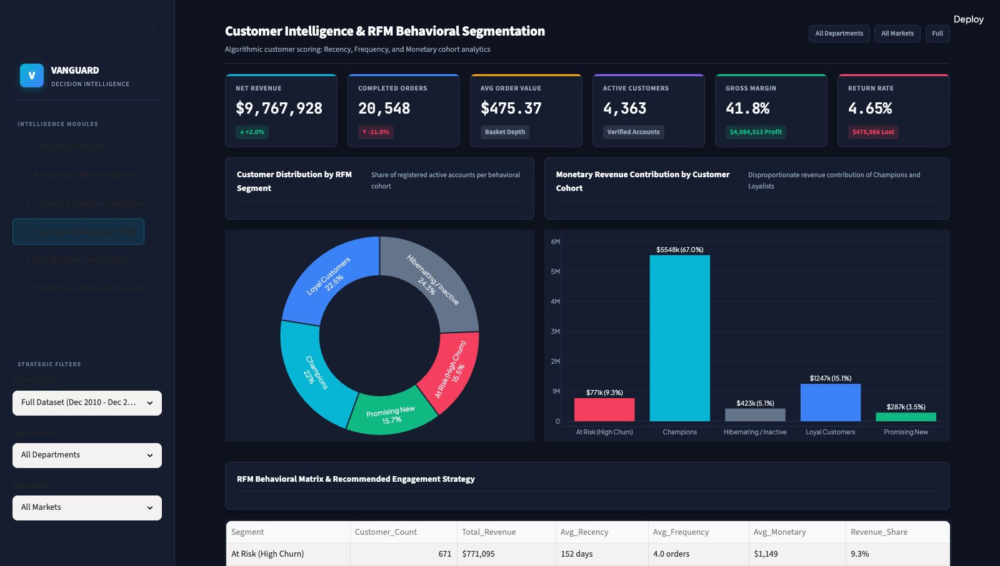 Deploy
V
VANGUARD
DECISION INTELLIGENCE
INTELLIGENCE MODULES
1. Executive Overview
2. Revenue & Sales Intelligence
3. Product & Category Intelligence
4. Customer Intelligence (RFM)
5. Risk & Opportunity Engine
6. Predictive & Scenario Simulator
STRATEGIC FILTERS
Time Horizon
Full Dataset (Dec 2010 - Dec 2...
Department
All Departments
Geography
All Markets
Customer Intelligence & RFM Behavioral Segmentation
Algorithmic customer scoring: Recency, Frequency, and Monetary cohort analytics
All Departments
All Markets
Full
NET REVENUE
$9,767,928
▲ +2.0%
COMPLETED ORDERS
20,548
▼ -11.0%
AVG ORDER VALUE
$475.37
Basket Depth
ACTIVE CUSTOMERS
4,363
Verified Accounts
GROSS MARGIN
41.8%
$4,084,513 Profit
RETURN RATE
4.65%
$475,966 Lost
Customer Distribution by RFM
Segment
Share of registered active accounts per behavioral
cohort
Monetary Revenue Contribution by Customer
Cohort
Disproportionate revenue contribution of Champions and
Loyalists
Loyal Customers
22.5%
Hibernating / Inactive
24.3%
Champions
22%
At Risk (High Churn)
15.5%
Promising New
15.7%
6M
5M
4M
3M
2M
1M
0
$771k (9.3%)
$5548k (67.0%)
$423k (5.1%)
$1247k (15.1%)
$287k (3.5%)
At Risk (High Churn)
Champions
Hibernating / Inactive
Loyal Customers
Promising New
RFM Behavioral Matrix & Recommended Engagement Strategy
Segment Customer_Count Total_Revenue Avg_Recency Avg_Frequency Avg_Monetary Revenue_Share
At Risk (High Churn) 671 $771,095 152 days 4.0 orders $1,149 9.3%